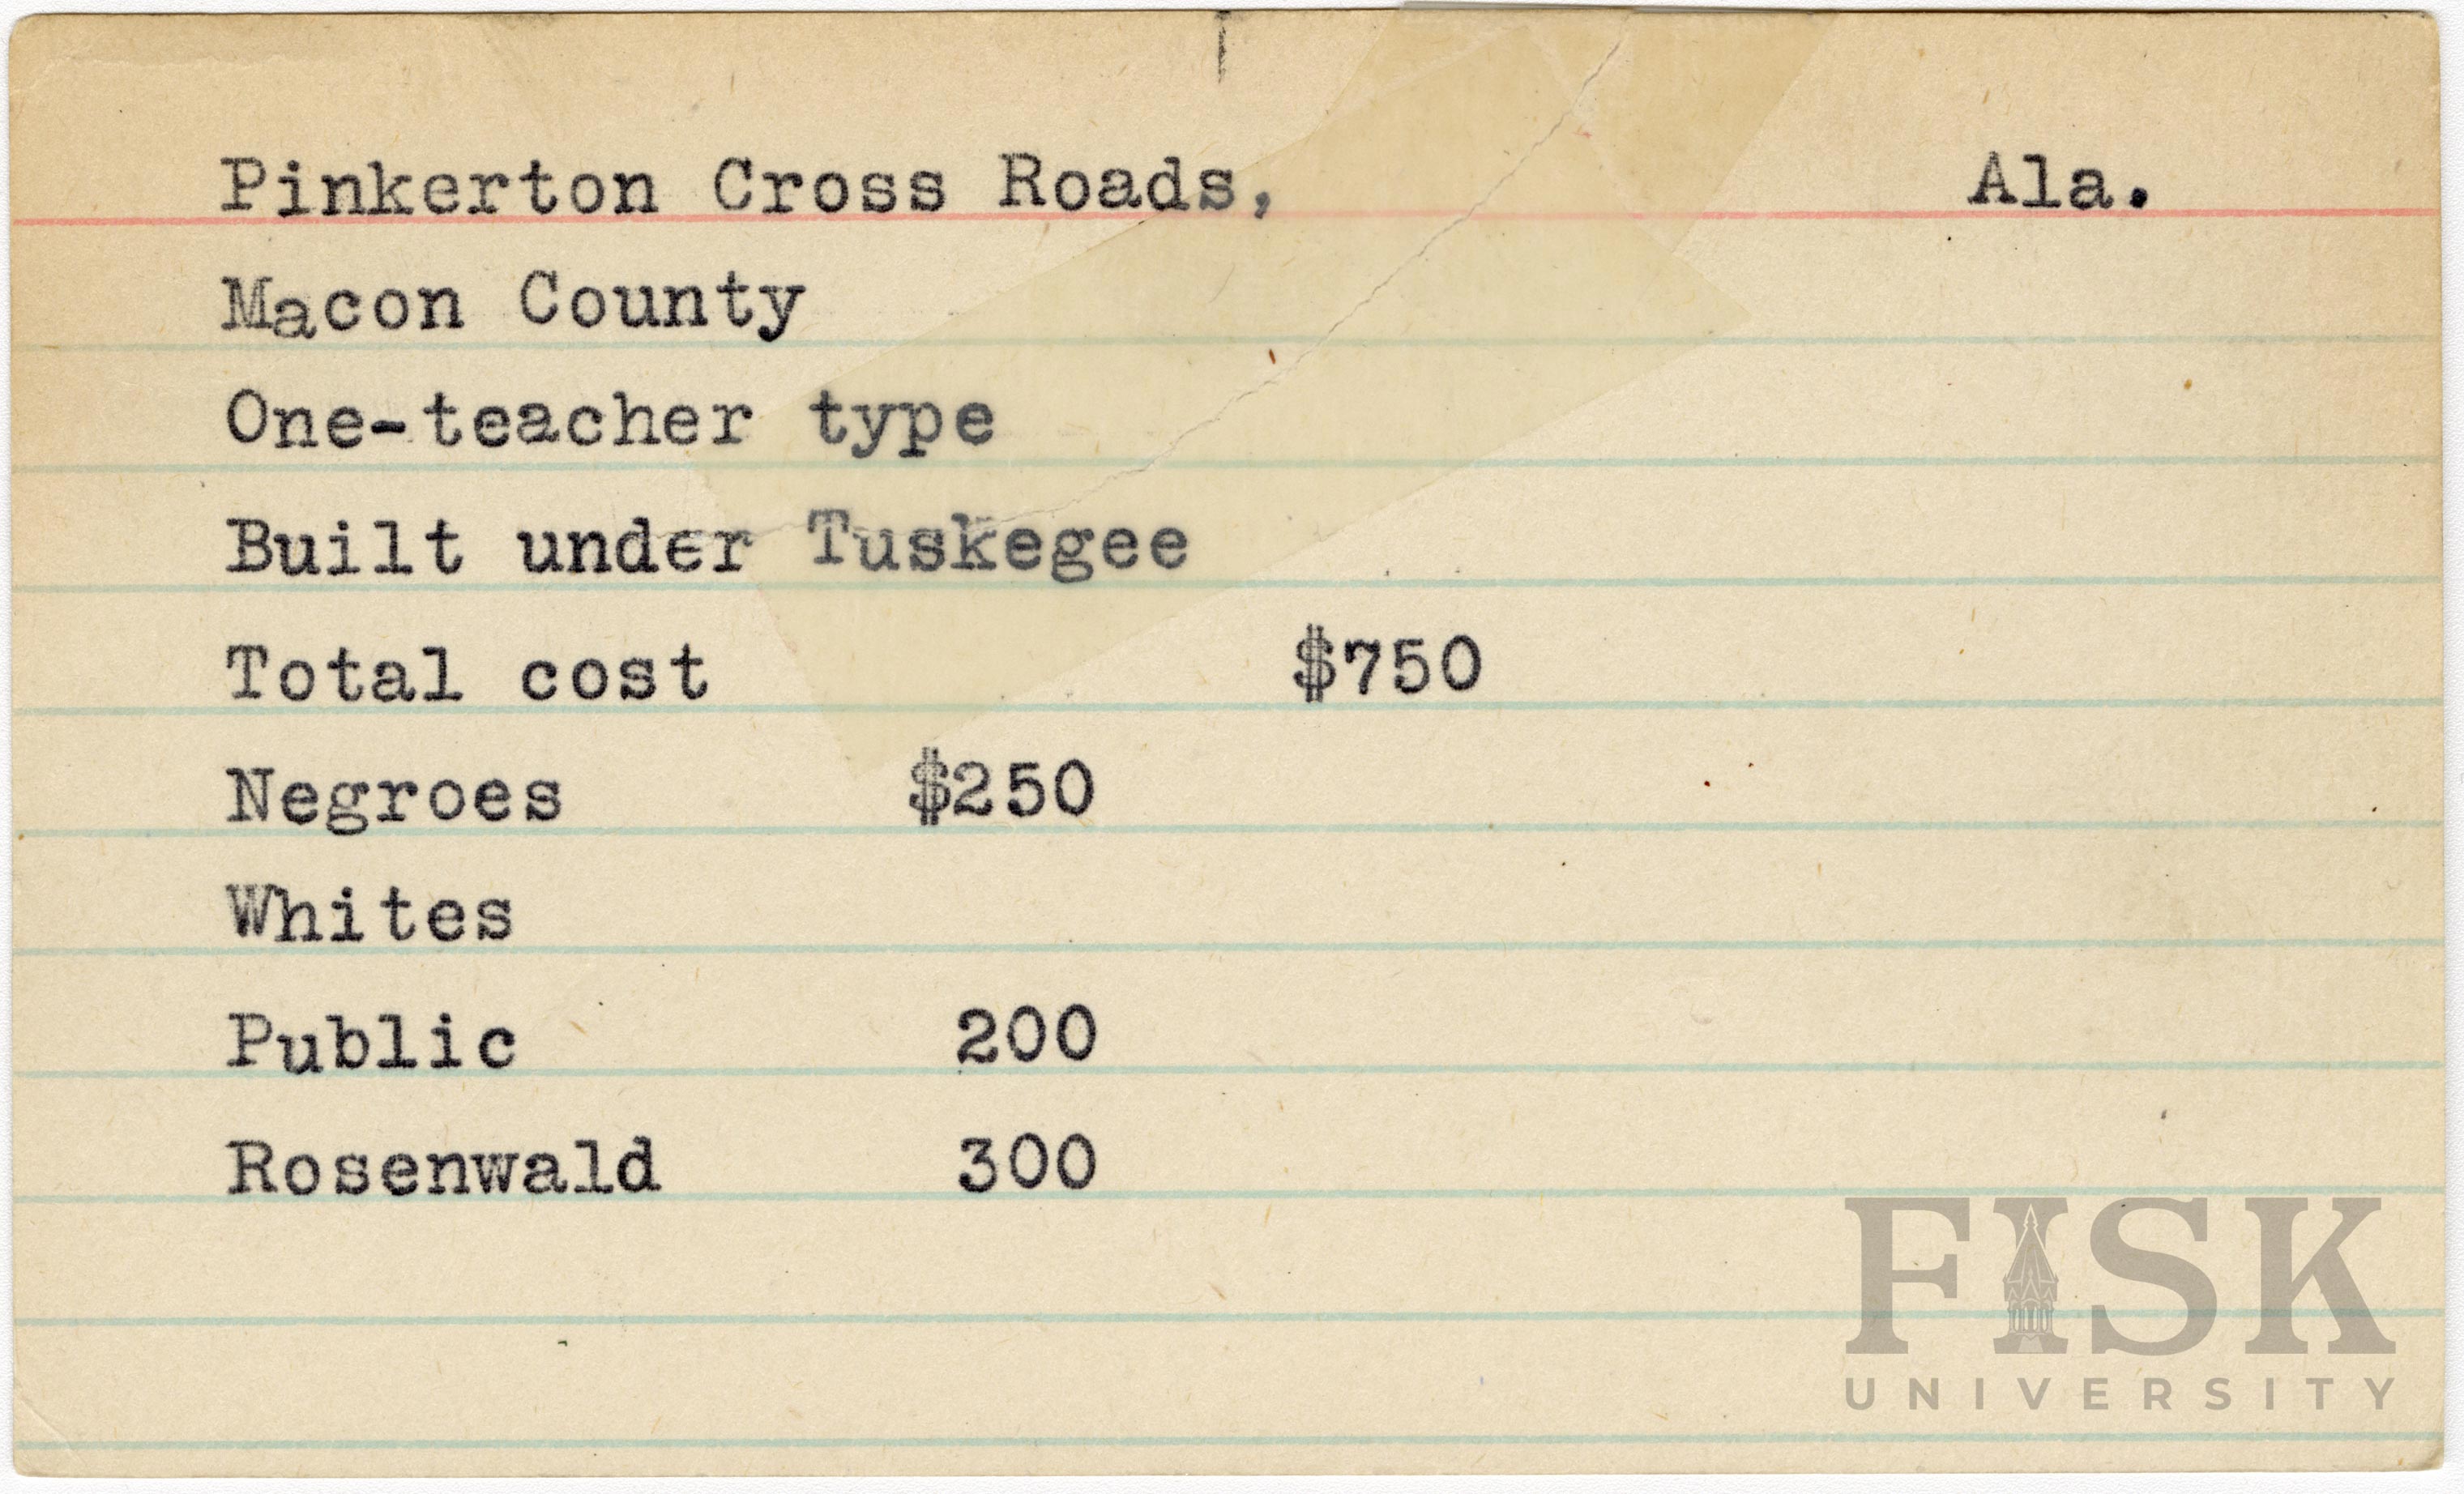 Pinkerton Cross Roads, Ala.
Macon County
One-teacher type
Built under Tuskegee
Total cost $750
Negroes $250
Whites
Public 200
Rosenwald 300
FISK
UNIVERSITY